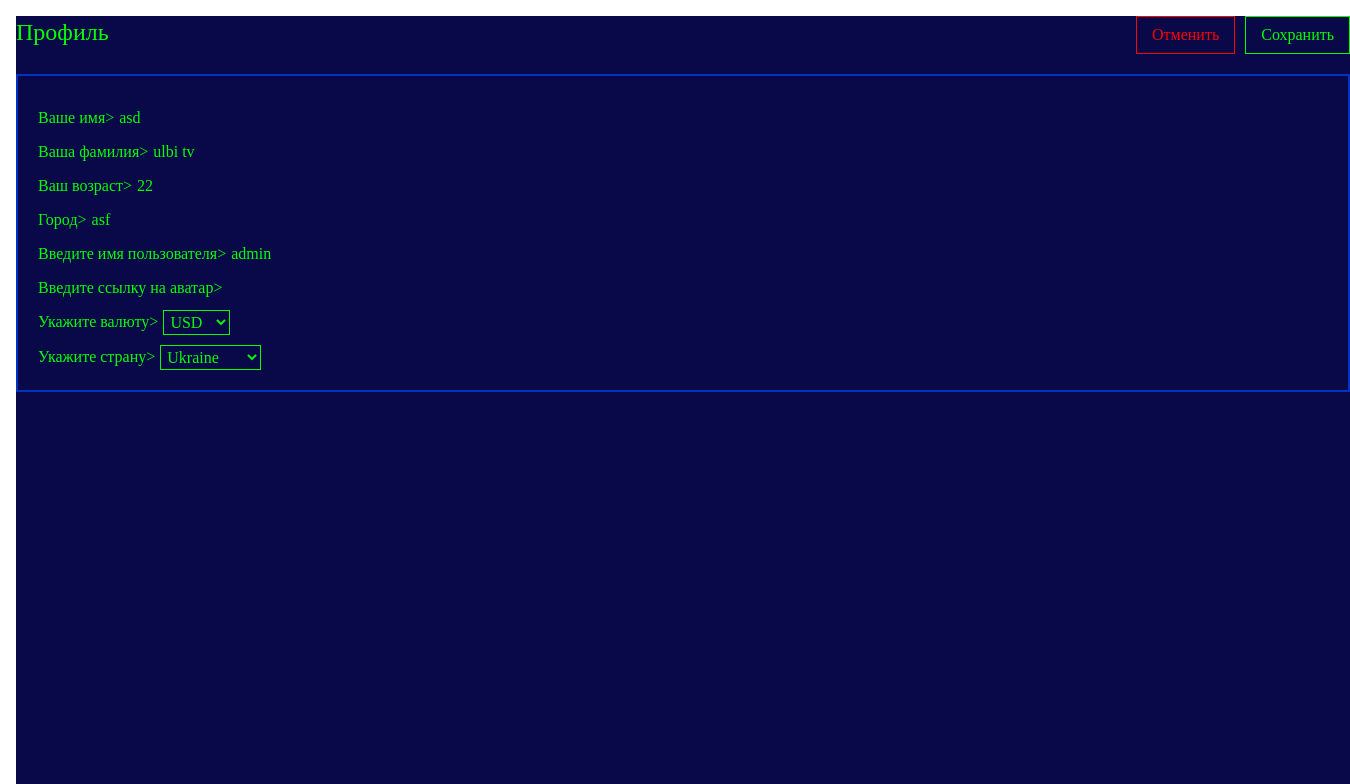 Профиль
Отменить
Сохранить
Ваше имя> asd
Ваша фамилия> ulbi tv
Ваш возраст> 22
Город> asf
Введите имя пользователя> admin
Введите ссылку на аватар>
Укажите валюту> USD
Укажите страну> Ukraine